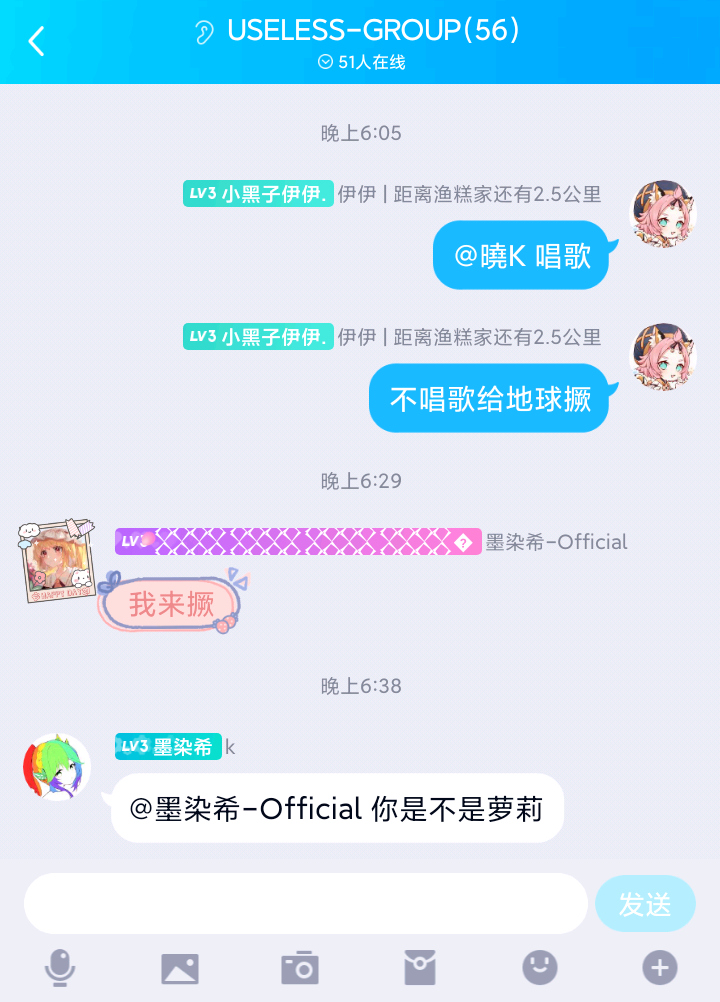 USELESS-GROUP(56)
51人在线
晚上6:05
LV3 小黑子伊伊. 伊伊 | 距离渔糕家还有2.5公里
@曉K 唱歌
LV3 小黑子伊伊. 伊伊 | 距离渔糕家还有2.5公里
不唱歌给地球撅
晚上6:29
LV3 ? 墨染希-Official
我来撅
晚上6:38
LV3 墨染希 k
@墨染希-Official 你是不是萝莉
发送